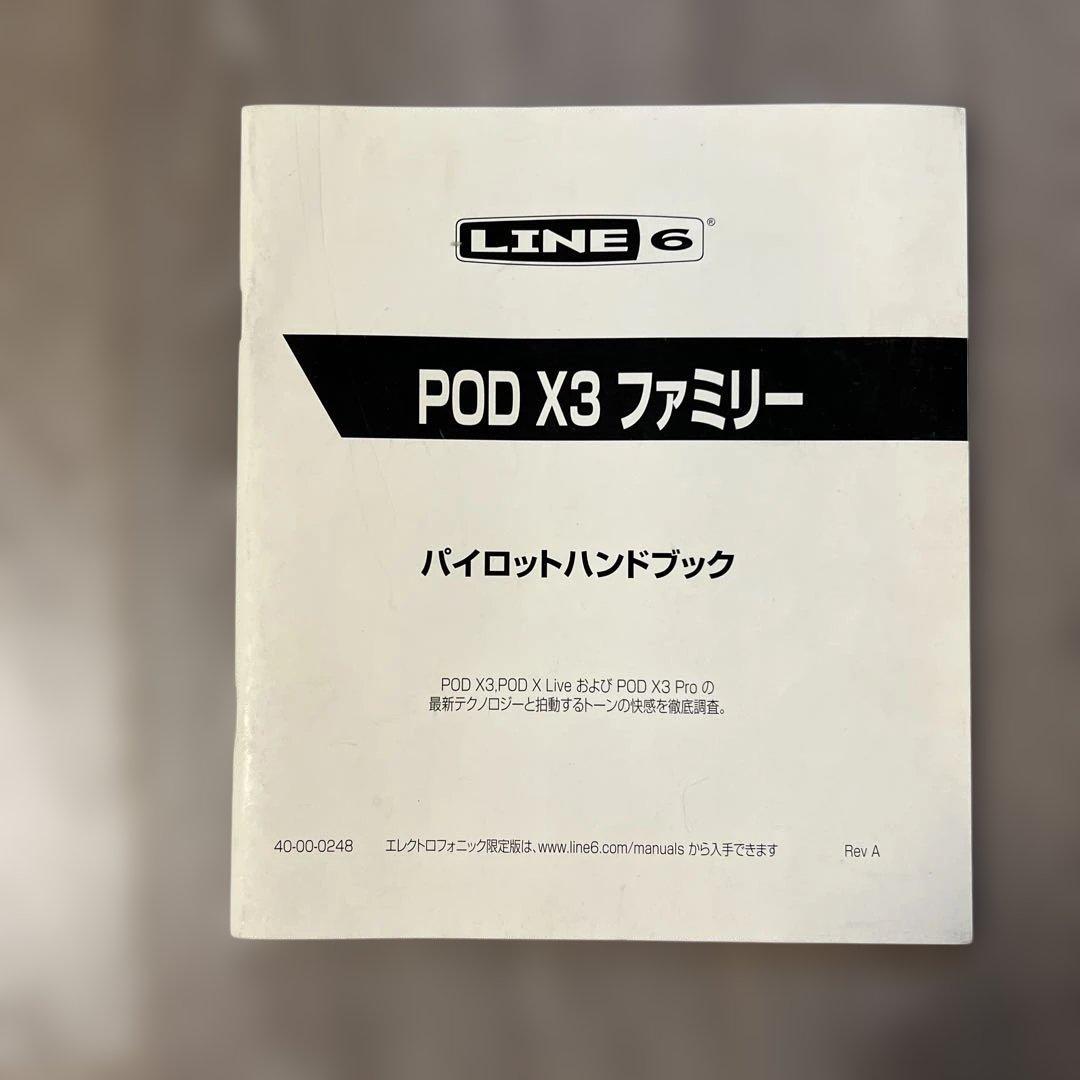 LINE 6®
POD X3 ファミリー
パイロットハンドブック
POD X3,POD X Live および POD X3 Pro の
最新テクノロジーと拍動するトーンの快感を徹底調査。
40-00-0248 エレクトロフォニック限定版は、www.line6.com/manuals から入手できます Rev A